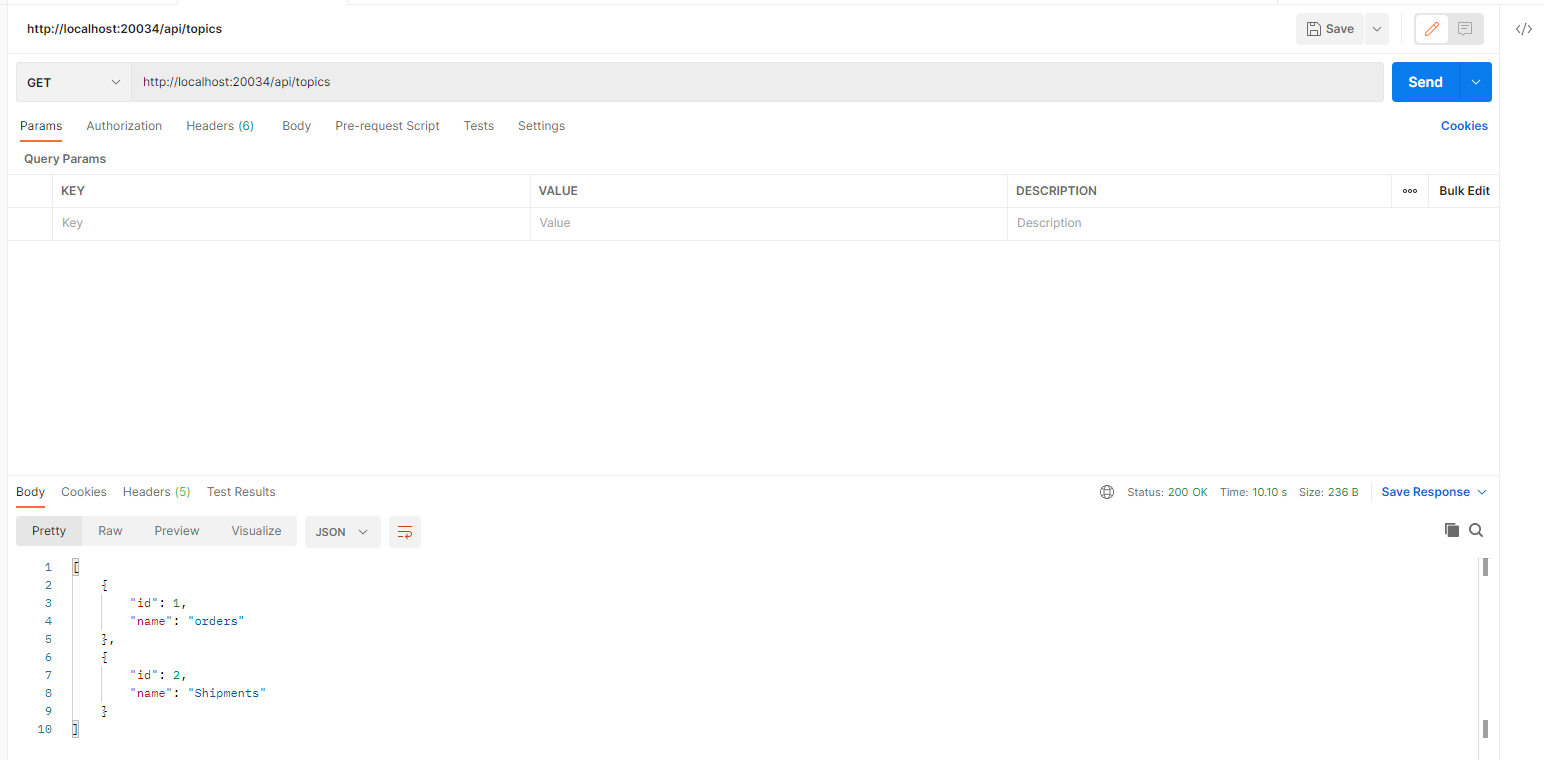 http://localhost:20034/api/topics
Save
GET
http://localhost:20034/api/topics
Send
Params Authorization Headers (6) Body Pre-request Script Tests Settings Cookies
Query Params
KEY VALUE DESCRIPTION ooo Bulk Edit
Key Value Description
Body Cookies Headers (5) Test Results Status: 200 OK Time: 10.10 s Size: 236 B Save Response
Pretty Raw Preview Visualize JSON
1 [
2 {
3 "id": 1,
4 "name": "orders"
5 },
6 {
7 "id": 2,
8 "name": "Shipments"
9 }
10 ]